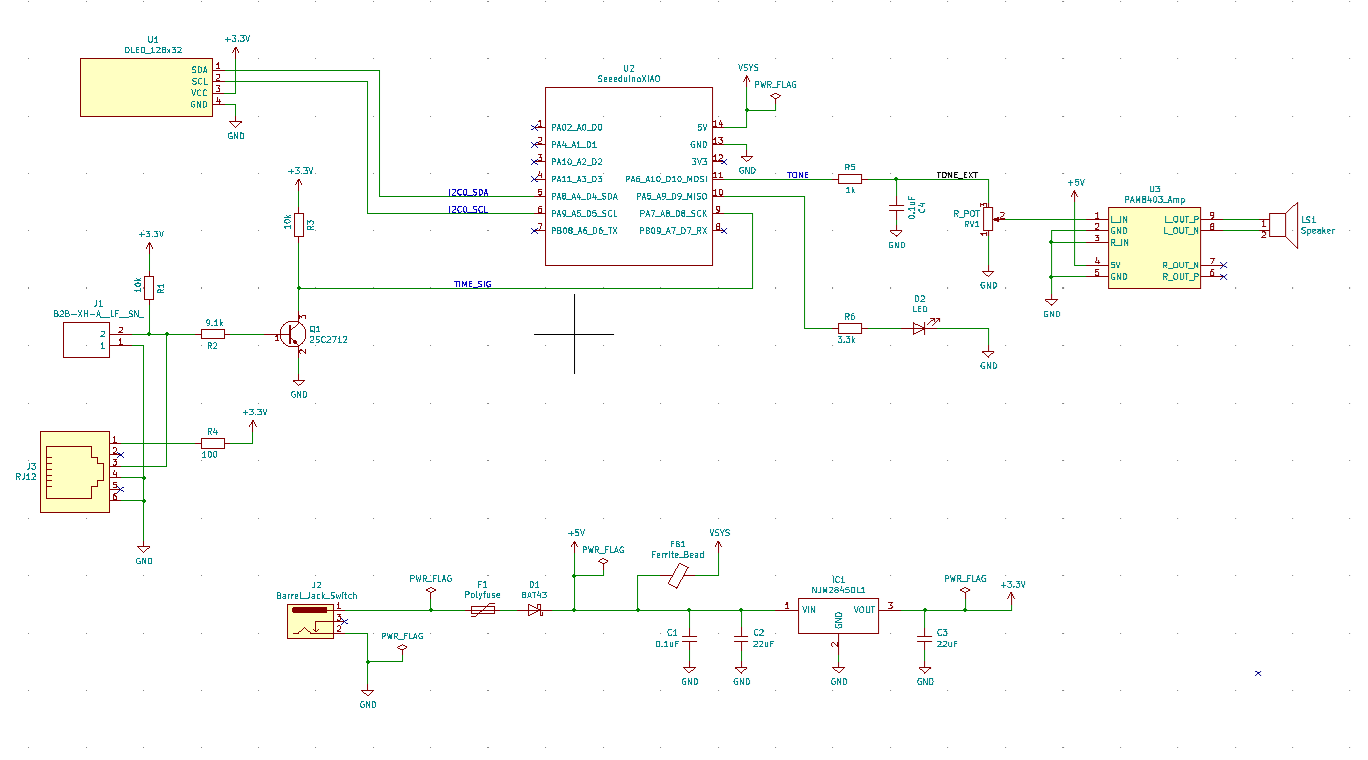 U1
OLED_128x32
SDA 1
SCL 2
VCC 3
GND 4
+3.3V
GND
U2
SeeeduinoXIAO
1 PA02_A0_D0
2 PA4_A1_D1
3 PA10_A2_D2
4 PA11_A3_D3
5 PA8_A4_D4_SDA
6 PA9_A5_D5_SCL
7 PB08_A6_D6_TX
5V 14
GND 13
3V3 12
PA6_A10_D10_MOSI 11
PA5_A9_D9_MISO 10
PA7_A8_D8_SCK 9
PB09_A7_D7_RX 8
I2C0_SDA
I2C0_SCL
VSYS
PWR_FLAG
GND
TONE
R5
1k
TONE_EXT
0.1uF
C4
GND
R_POT
RV1
3
2
1
GND
+5V
U3
PAM8403_Amp
1 L_IN
2 GND
3 R_IN
4 5V
5 GND
L_OUT_P 9
L_OUT_N 8
R_OUT_N 7
R_OUT_P 6
GND
1
2
LS1
Speaker
+3.3V
10k
R3
TIME_SIG
+3.3V
10k
R1
J1
B2B-XH-A__LF__SN_
2 2
1 1
9.1k
R2
1
3
2
Q1
2SC2712
GND
R6
3.3k
D2
LED
GND
J3
RJ12
1
2
3
4
5
6
R4
100
+3.3V
GND
J2
Barrel_Jack_Switch
1
3
2
PWR_FLAG
PWR_FLAG
GND
F1
Polyfuse
D1
BAT43
+5V
PWR_FLAG
FB1
Ferrite_Bead
VSYS
C1
0.1uF
GND
C2
22uF
GND
IC1
NJM2845DL1
1 VIN
VOUT 3
GND
2
GND
PWR_FLAG
+3.3V
C3
22uF
GND